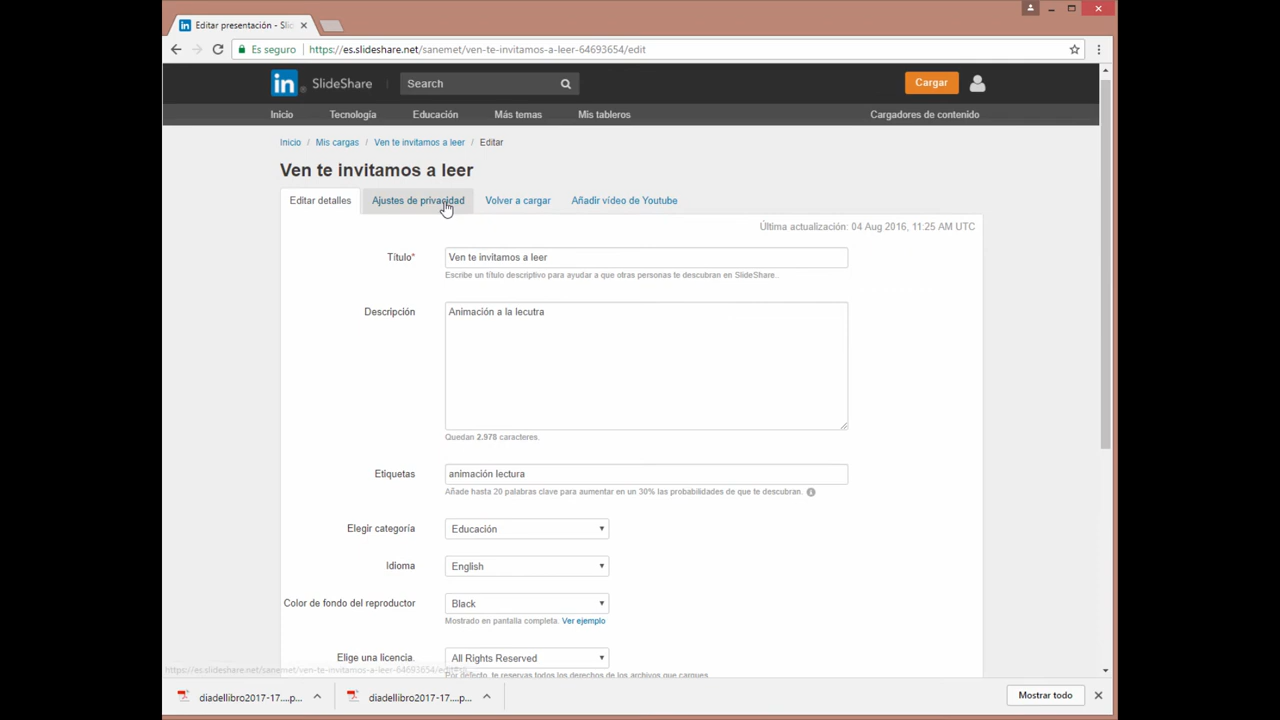 Editar presentación - Slid
Es seguro
https://es.slideshare.net/sanemet/ven-te-invitamos-a-leer-64693654/edit
in SlideShare
Search
Cargar
Inicio Tecnología Educación Más temas Mis tableros Cargadores de contenido
Inicio / Mis cargas / Ven te invitamos a leer / Editar
Ven te invitamos a leer
Editar detalles Ajustes de privacidad Volver a cargar Añadir vídeo de Youtube
Última actualización: 04 Aug 2016, 11:25 AM UTC
Título* Ven te invitamos a leer
Escribe un título descriptivo para ayudar a que otras personas te descubran en SlideShare..
Descripción Animación a la lecutra
Quedan 2.978 caracteres.
Etiquetas animación lectura
Añade hasta 20 palabras clave para aumentar en un 30% las probabilidades de que te descubran.
Elegir categoría Educación
Idioma English
Color de fondo del reproductor Black
Mostrado en pantalla completa. Ver ejemplo
Elige una licencia. All Rights Reserved
Por defecto, te reservas todos los derechos de los archivos que cargues.
https://es.slideshare.net/sanemet/ven-te-invitamos-a-leer-64693654/edit
diadellibro2017-17....p... diadellibro2017-17....p... Mostrar todo